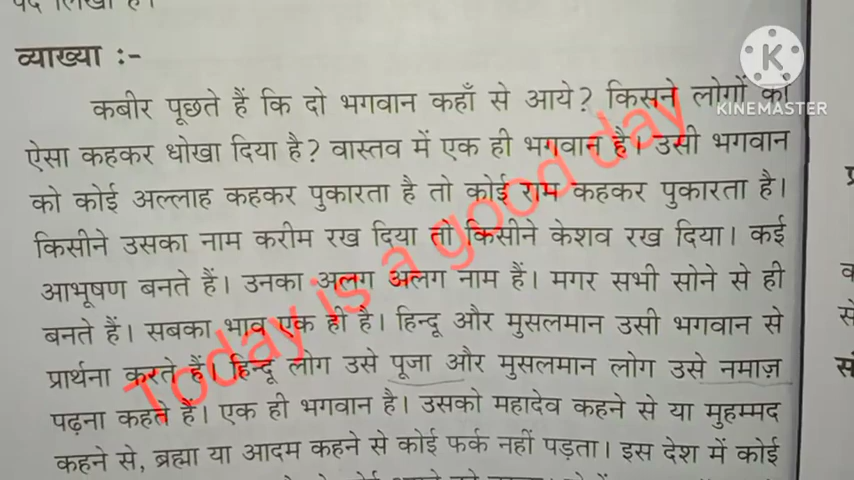 व्याख्या :-
कबीर पूछते हैं कि दो भगवान कहाँ से आये? किसने लोगों को
ऐसा कहकर धोखा दिया है? वास्तव में एक ही भगवान है। उसी भगवान
को कोई अल्लाह कहकर पुकारता है तो कोई राम कहकर पुकारता है।
किसीने उसका नाम करीम रख दिया तो किसीने केशव रख दिया। कई
आभूषण बनते हैं। उनका अलग अलग नाम हैं। मगर सभी सोने से ही
बनते हैं। सबका भाव एक ही है। हिन्दू और मुसलमान उसी भगवान से
प्रार्थना करते हैं। हिन्दू लोग उसे पूजा और मुसलमान लोग उसे नमाज़
पढ़ना कहते हैं। एक ही भगवान है। उसको महादेव कहने से या मुहम्मद
कहने से, ब्रह्मा या आदम कहने से कोई फर्क नहीं पड़ता। इस देश में कोई
Today is a good day
K
KINEMASTER